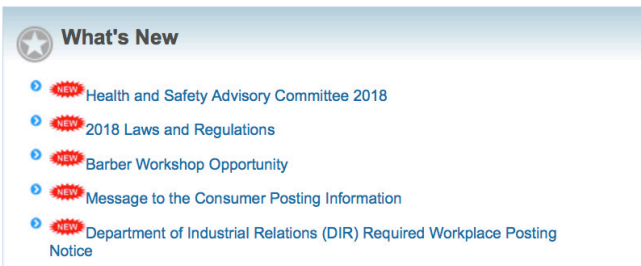 What's New
NEW Health and Safety Advisory Committee 2018
NEW 2018 Laws and Regulations
NEW Barber Workshop Opportunity
NEW Message to the Consumer Posting Information
NEW Department of Industrial Relations (DIR) Required Workplace Posting
Notice